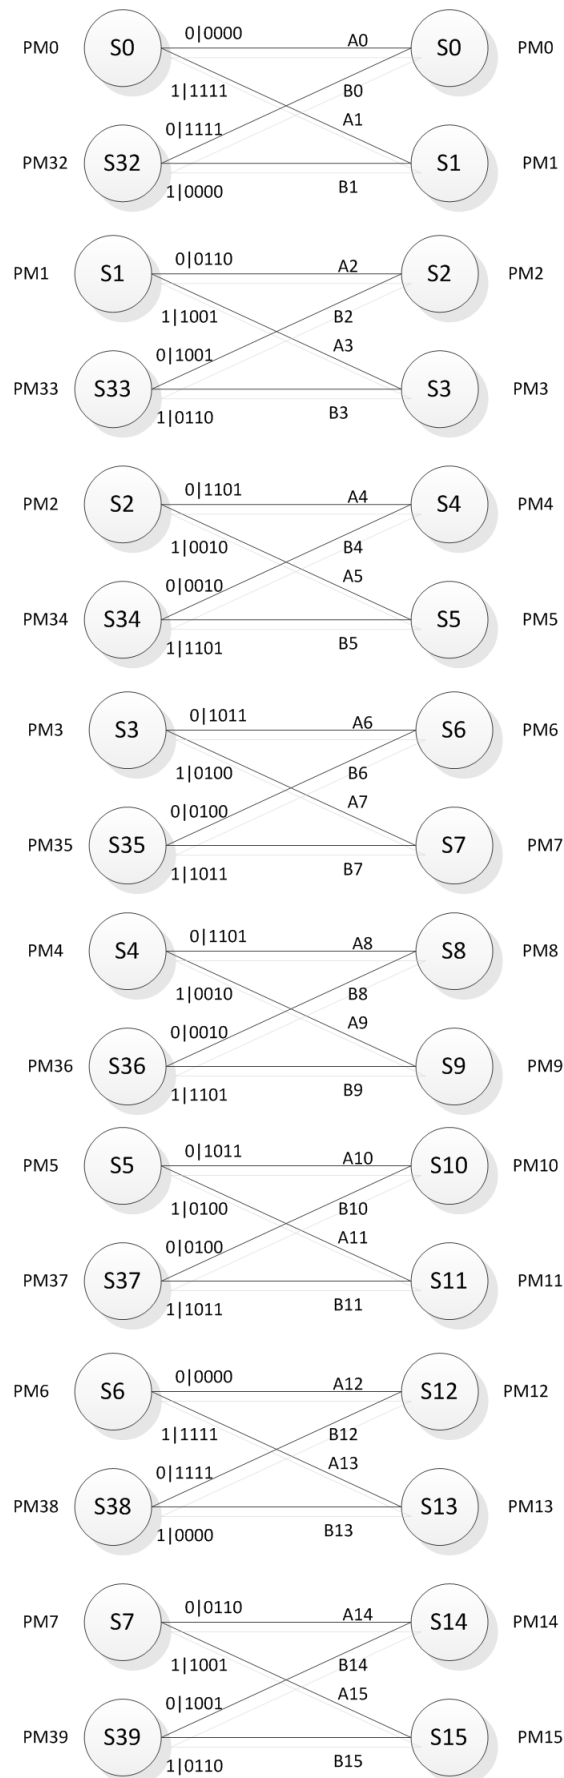 0|0000 A0
PM0 S0 S0 PM0
1|1111 B0
0|1111 A1
PM32 S32 S1 PM1
1|0000 B1
0|0110 A2
PM1 S1 S2 PM2
1|1001 B2
0|1001 A3
PM33 S33 S3 PM3
1|0110 B3
0|1101 A4
PM2 S2 S4 PM4
1|0010 B4
0|0010 A5
PM34 S34 S5 PM5
1|1101 B5
0|1011 A6
PM3 S3 S6 PM6
1|0100 B6
0|0100 A7
PM35 S35 S7 PM7
1|1011 B7
0|1101 A8
PM4 S4 S8 PM8
1|0010 B8
0|0010 A9
PM36 S36 S9 PM9
1|1101 B9
0|1011 A10
PM5 S5 S10 PM10
1|0100 B10
0|0100 A11
PM37 S37 S11 PM11
1|1011 B11
0|0000 A12
PM6 S6 S12 PM12
1|1111 B12
0|1111 A13
PM38 S38 S13 PM13
1|0000 B13
0|0110 A14
PM7 S7 S14 PM14
1|1001 B14
0|1001 A15
PM39 S39 S15 PM15
1|0110 B15